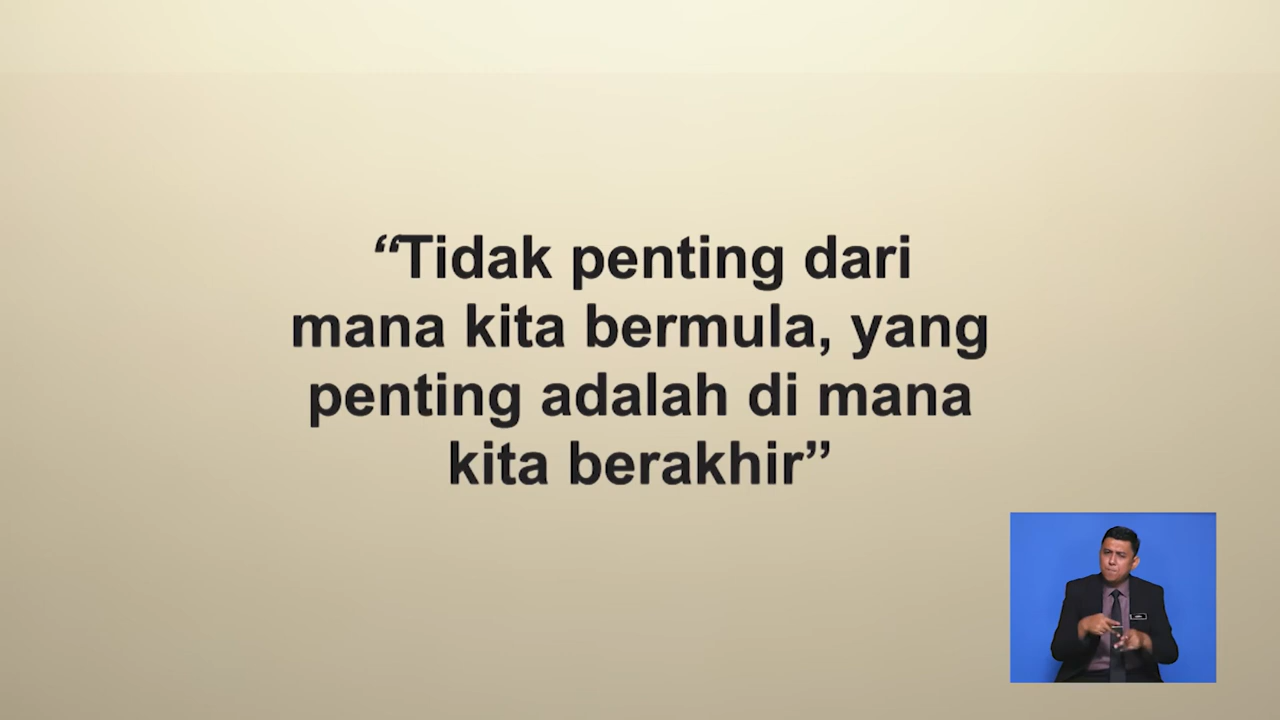 “Tidak penting dari
mana kita bermula, yang
penting adalah di mana
kita berakhir”